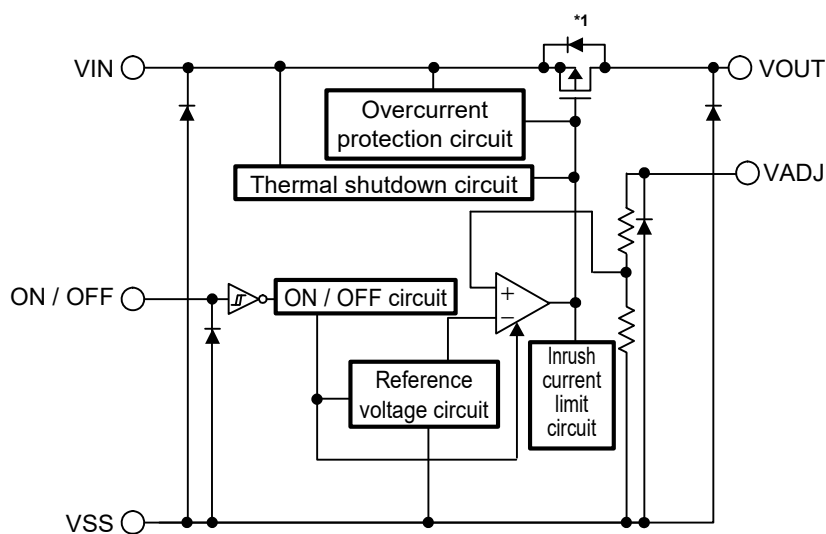 *1
VIN
VOUT
Overcurrent
protection circuit
Thermal shutdown circuit
VADJ
ON / OFF
ON / OFF circuit
+
−
Reference
voltage circuit
Inrush
current
limit
circuit
VSS